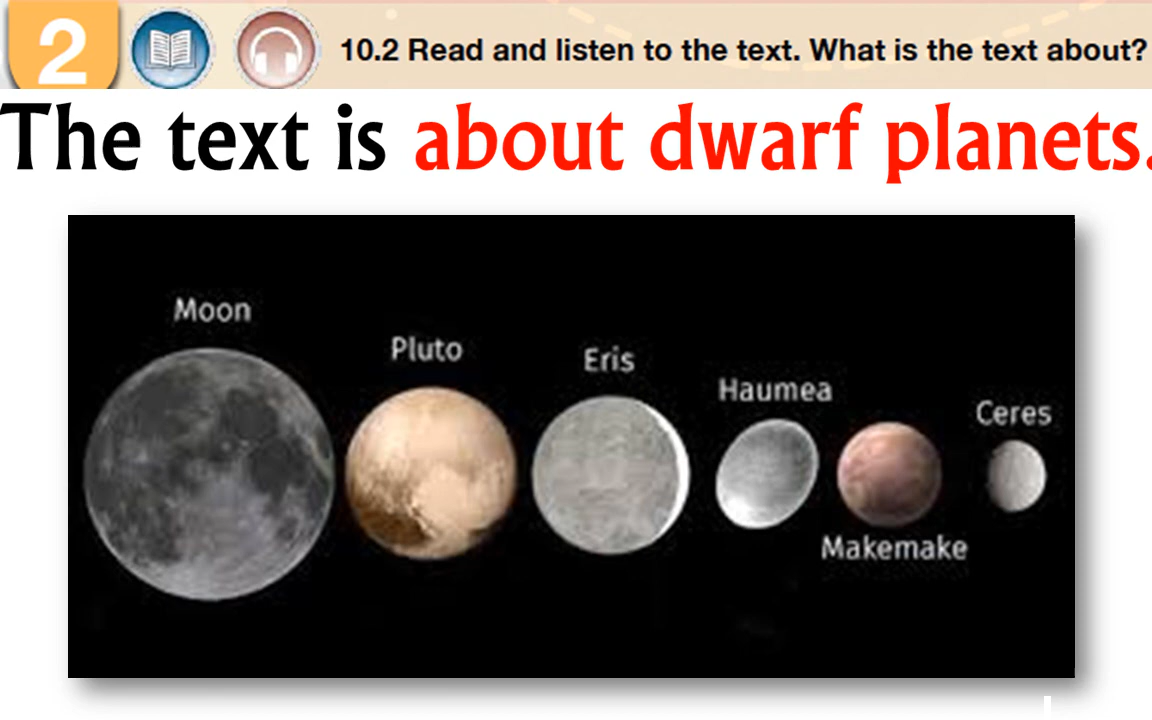 2 10.2 Read and listen to the text. What is the text about?
The text is about dwarf planets.
Moon
Pluto
Eris
Haumea
Ceres
Makemake